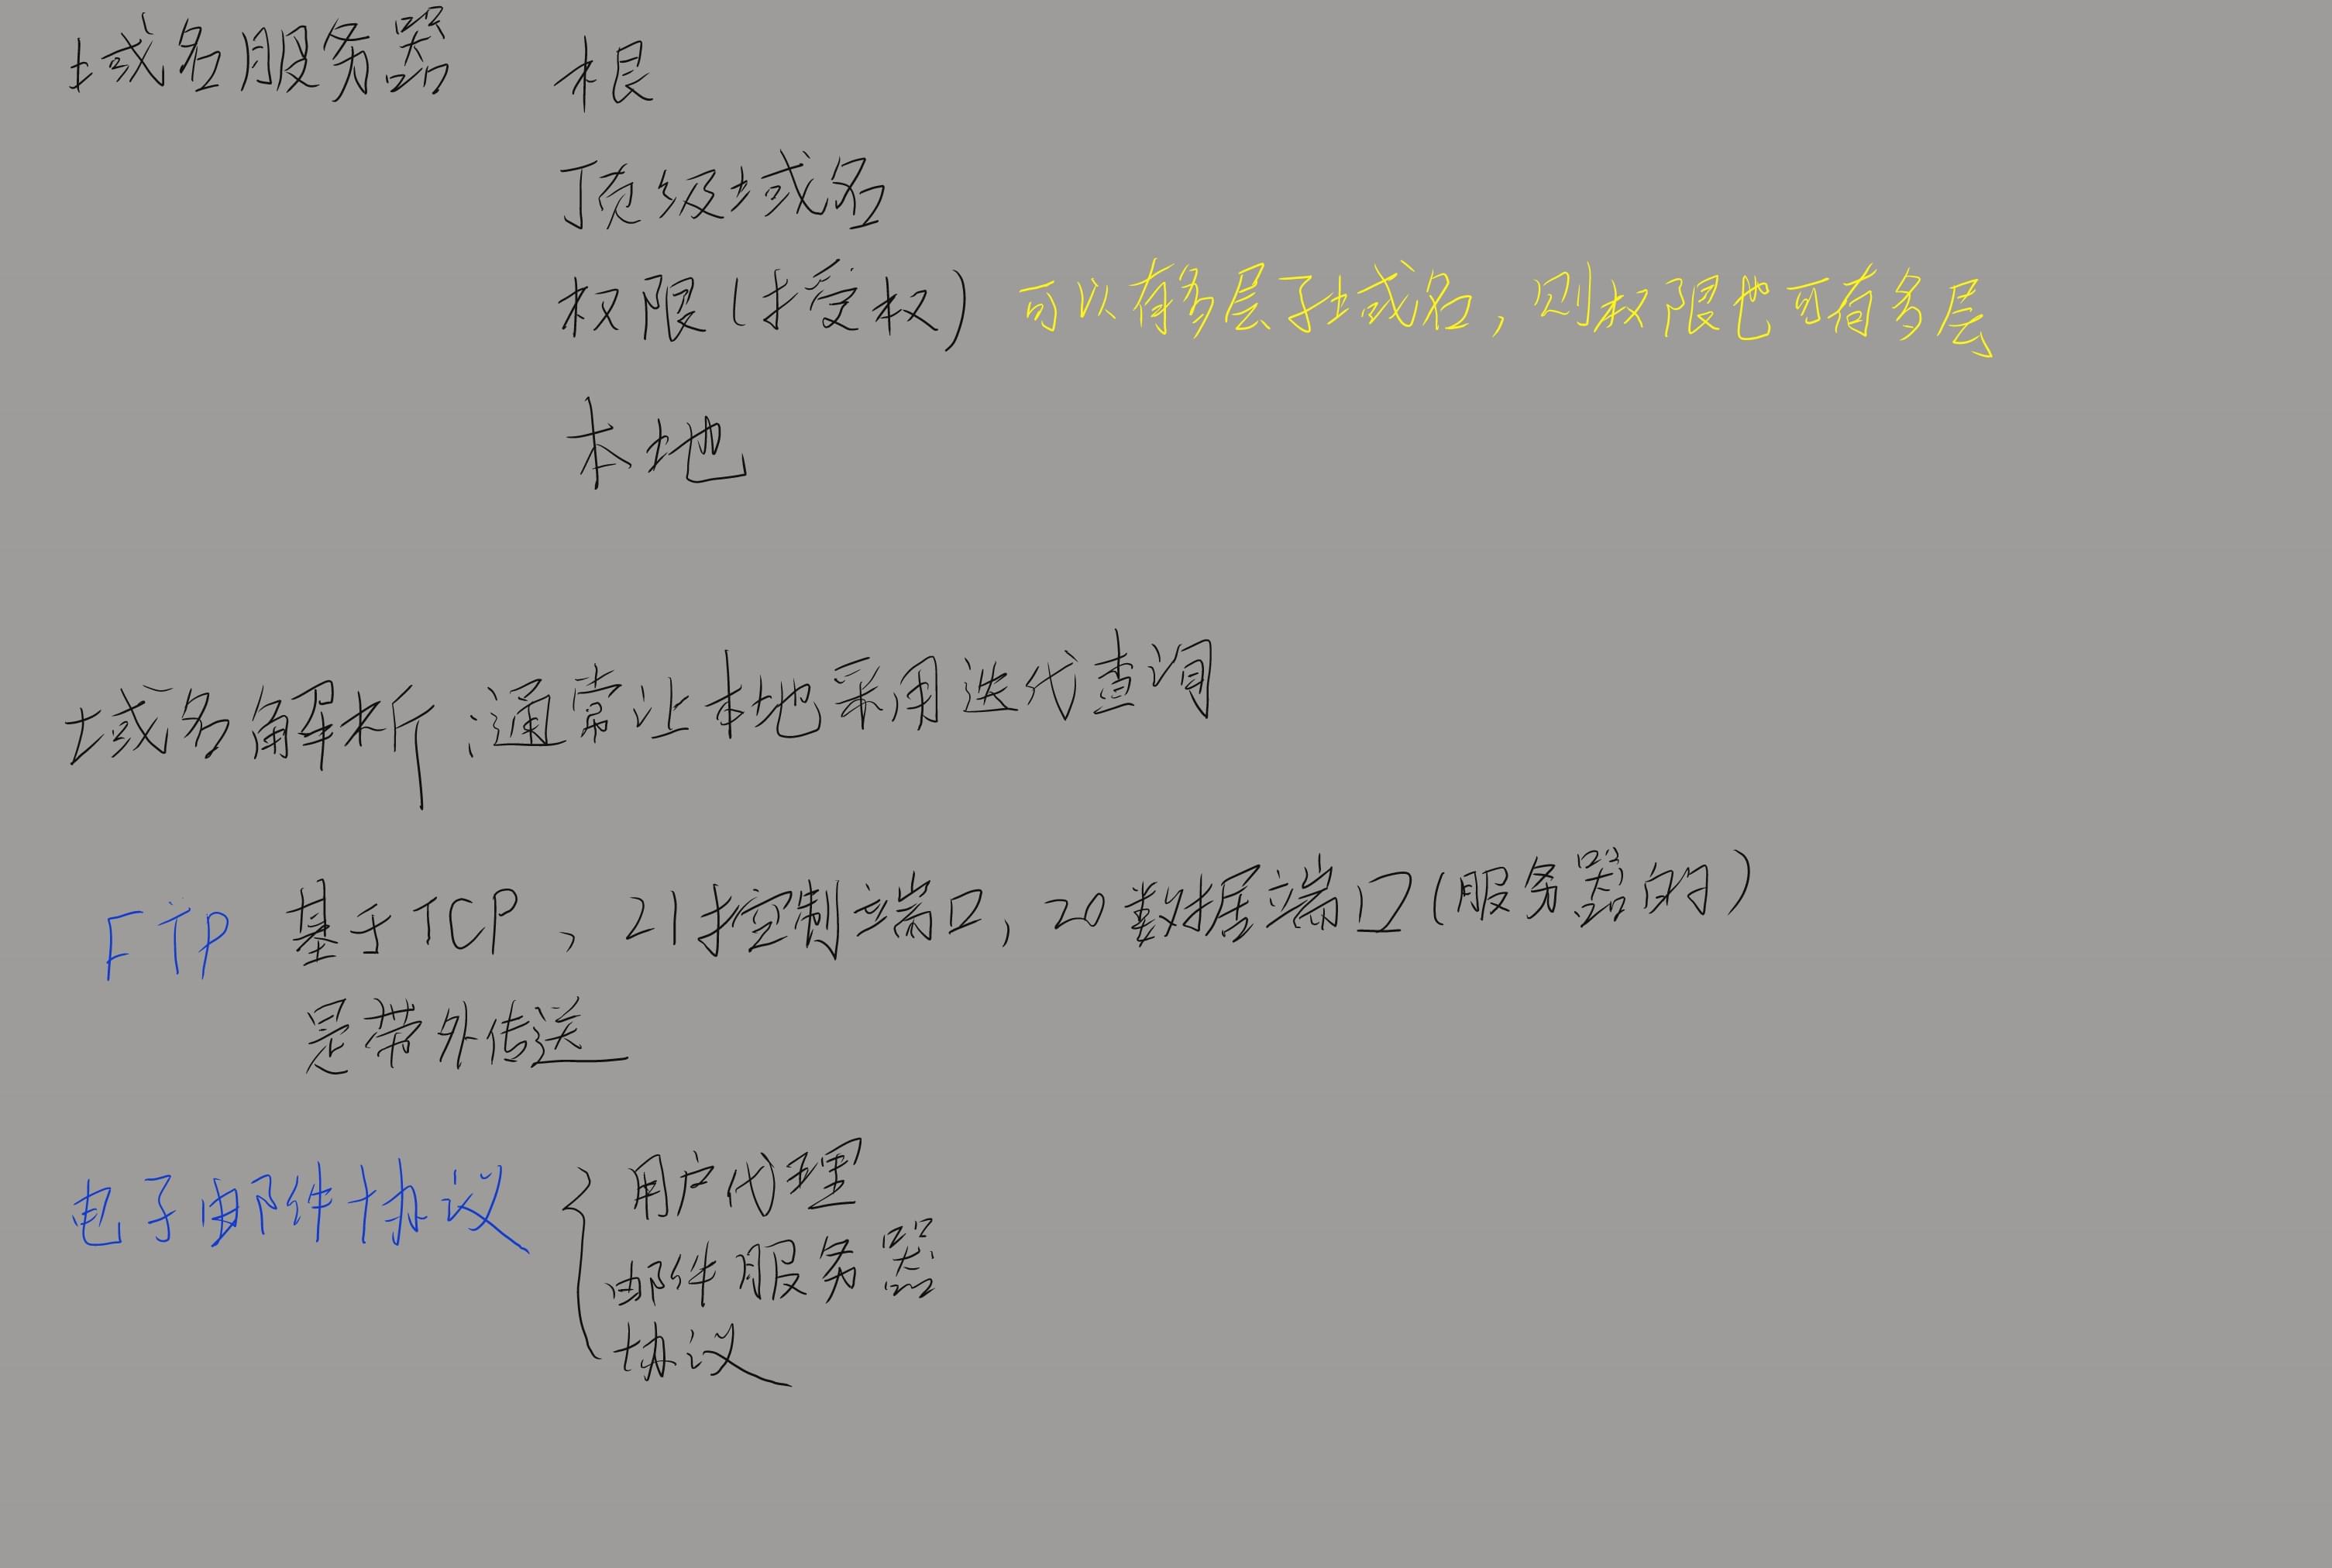 域名服务器 根
顶级域名
权限(授权) 可以有多层子域名,则权限也可有多层
本地
域名解析:通常让本地采用迭代查询
FTP 基于TCP、21控制端口,20数据端口(服务器的)
是带外传送
电子邮件协议 用户代理
邮件服务器
协议